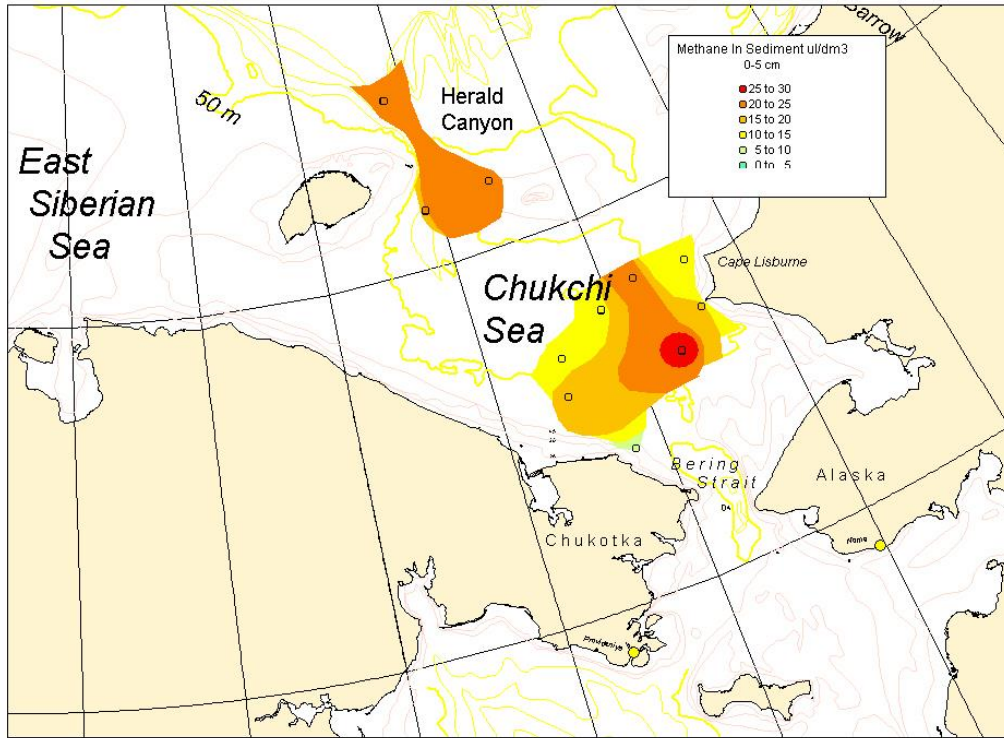 Barrow
Methane In Sediment ul/dm3
0-5 cm
25 to 30
20 to 25
15 to 20
10 to 15
5 to 10
0 to 5
Herald
Canyon
50 m
East
Siberian
Sea
Cape Lisburne
Chukchi
Sea
Bering
Strait
Alaska
Chukotka
Nome
Provideniya